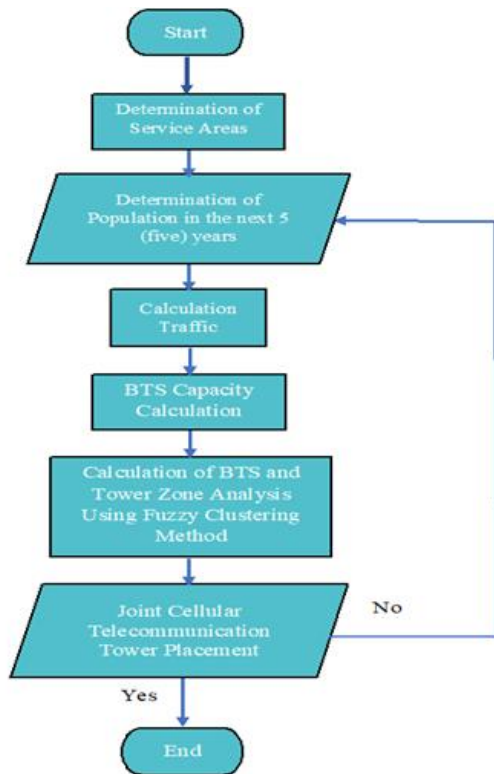 Start
Determination of
Service Areas
Determination of
Population in the next 5
(five) years
Calculation
Traffic
BTS Capacity
Calculation
Calculation of BTS and
Tower Zone Analysis
Using Fuzzy Clustering
Method
Joint Cellular
Telecommunication
Tower Placement
No
Yes
End